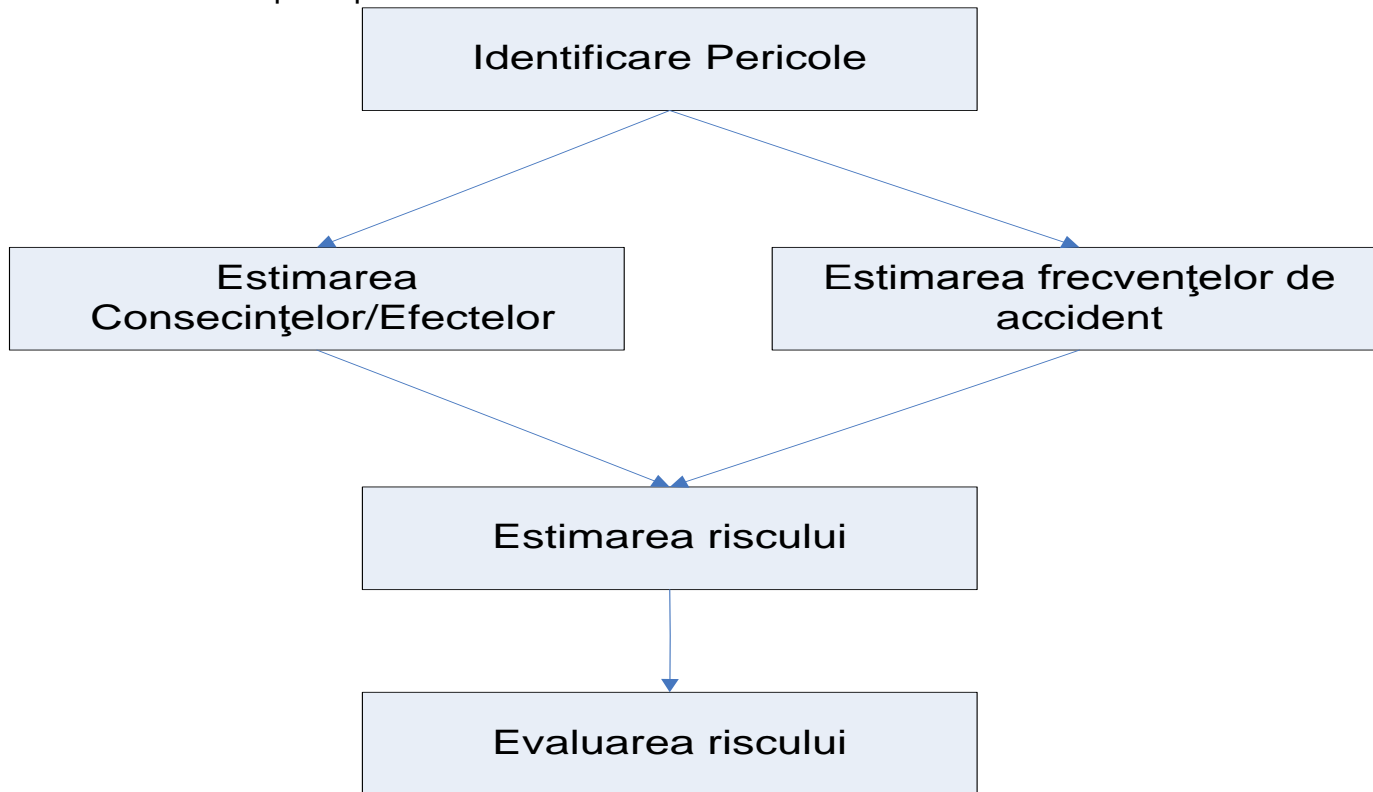 Identificare Pericole
Estimarea
Consecinţelor/Efectelor
Estimarea frecvenţelor de
accident
Estimarea riscului
Evaluarea riscului